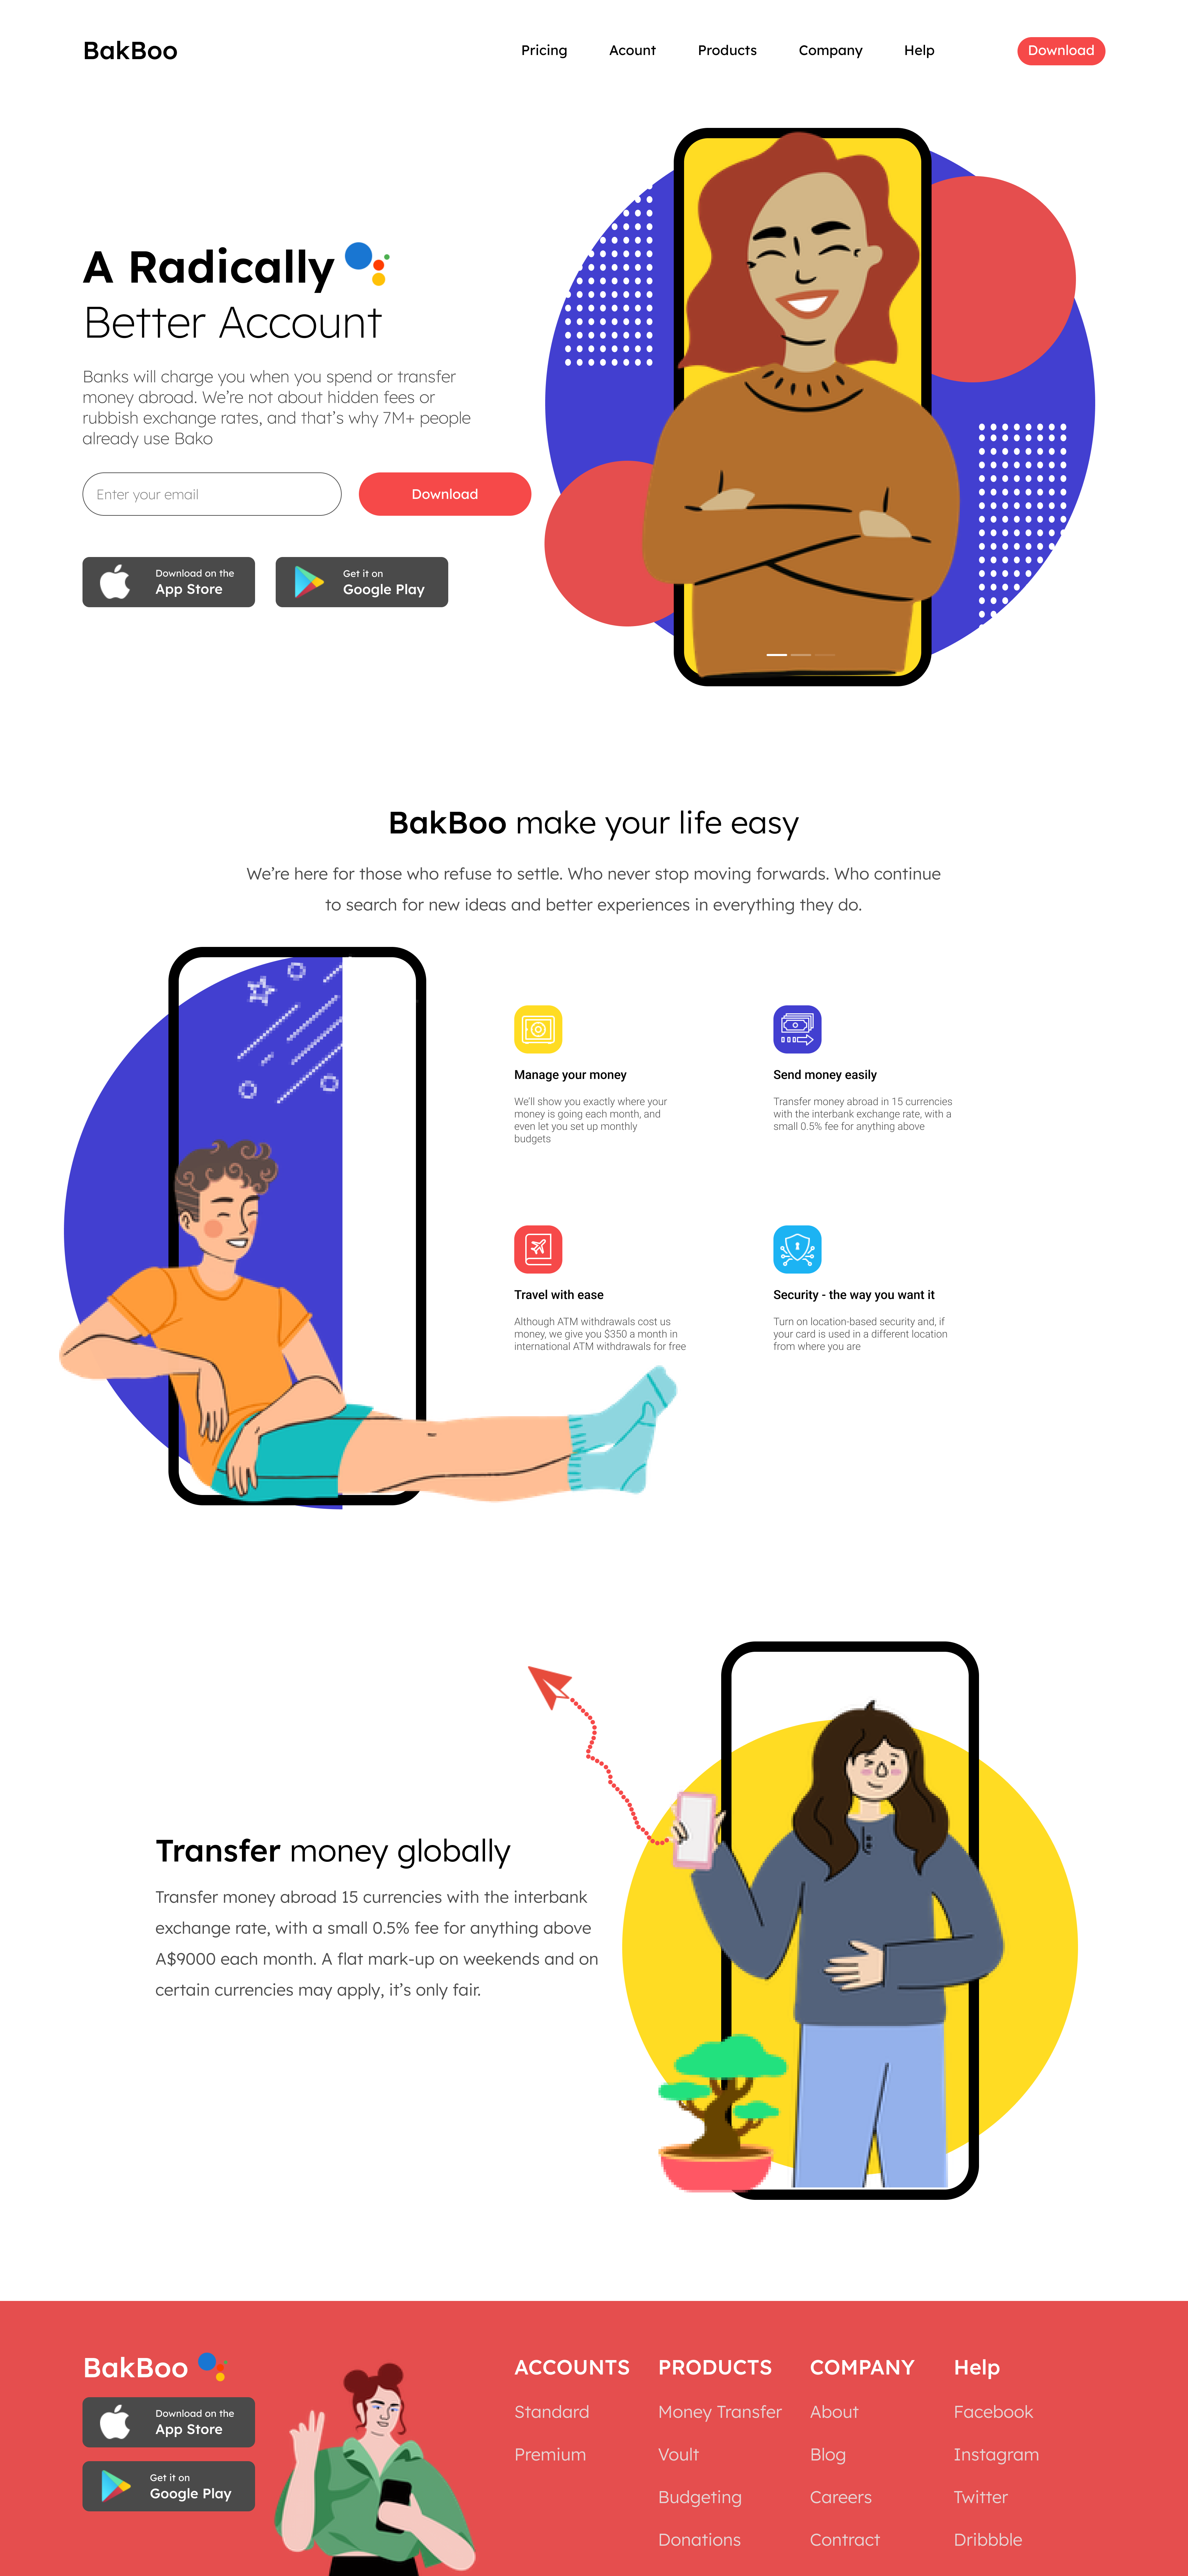 BakBoo
Pricing
Acount
Products
Company
Help
Download
A Radically
Better Account
Banks will charge you when you spend or transfer
money abroad. We’re not about hidden fees or
rubbish exchange rates, and that’s why 7M+ people
already use Bako
Enter your email
Download
Download on the
App Store
Get it on
Google Play
BakBoo make your life easy
We’re here for those who refuse to settle. Who never stop moving forwards. Who continue
to search for new ideas and better experiences in everything they do.
Manage your money
We’ll show you exactly where your
money is going each month, and
even let you set up monthly
budgets
Send money easily
Transfer money abroad in 15 currencies
with the interbank exchange rate, with a
small 0.5% fee for anything above
Travel with ease
Although ATM withdrawals cost us
money, we give you $350 a month in
international ATM withdrawals for free
Security - the way you want it
Turn on location-based security and, if
your card is used in a different location
from where you are
Transfer money globally
Transfer money abroad 15 currencies with the interbank
exchange rate, with a small 0.5% fee for anything above
A$9000 each month. A flat mark-up on weekends and on
certain currencies may apply, it’s only fair.
BakBoo
Download on the
App Store
Get it on
Google Play
ACCOUNTS
Standard
Premium
PRODUCTS
Money Transfer
Voult
Budgeting
Donations
COMPANY
About
Blog
Careers
Contract
Help
Facebook
Instagram
Twitter
Dribbble